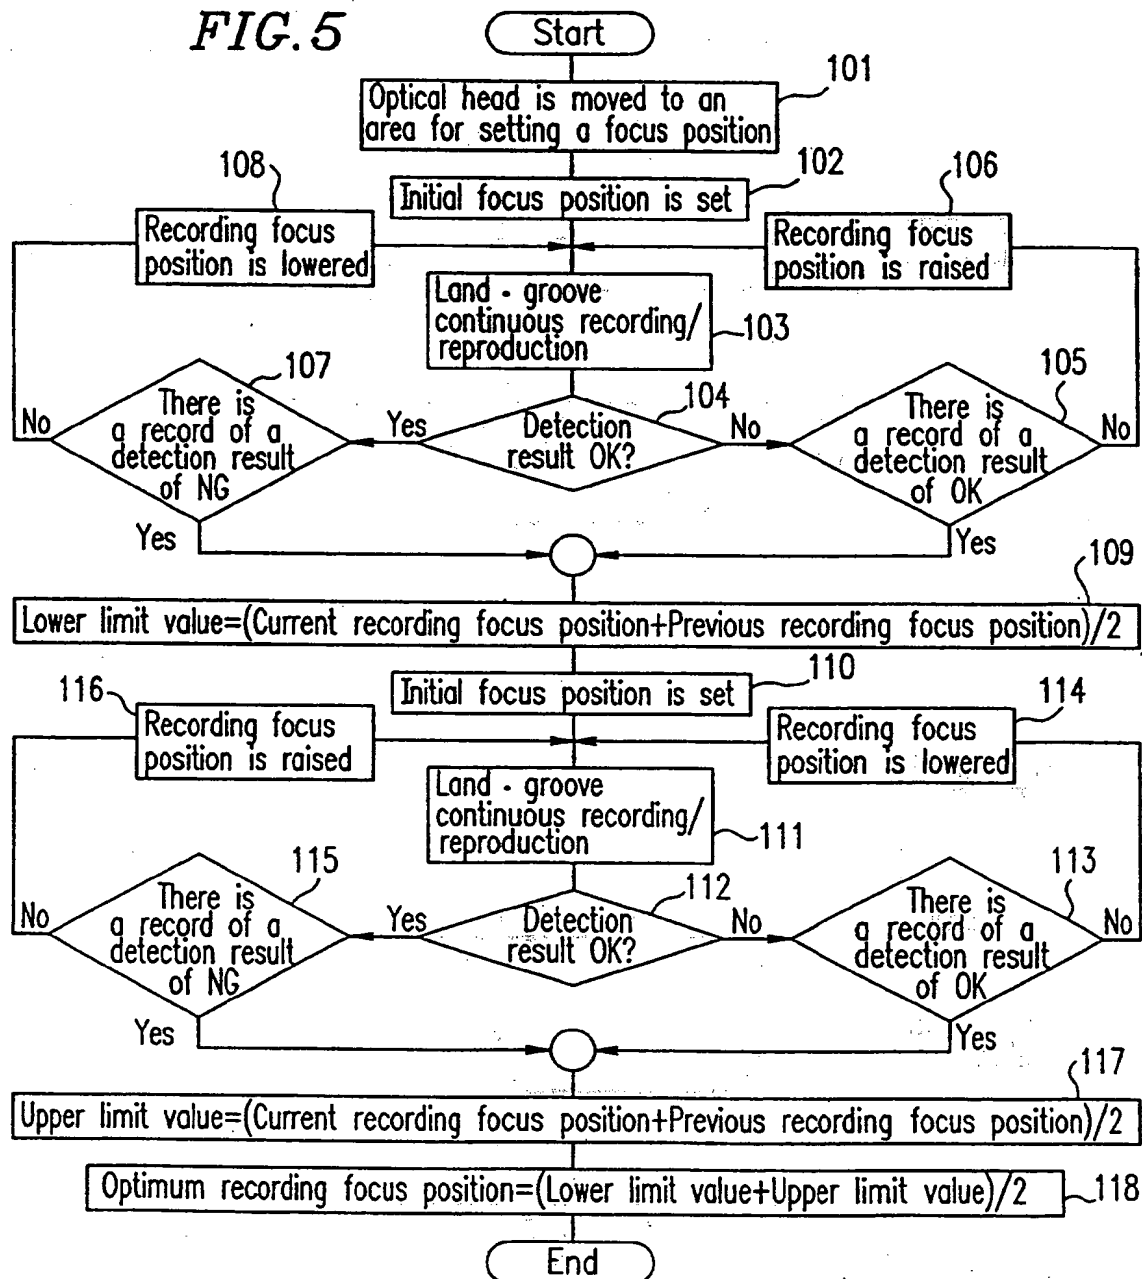 FIG.5
Start
101
Optical head is moved to an
area for setting a focus position
102
Initial focus position is set
108
Recording focus
position is lowered
106
Recording focus
position is raised
Land - groove
continuous recording/
reproduction
103
107
There is
a record of a
detection result
of NG
No
Yes
104
Detection
result OK?
No
105
There is
a record of a
detection result
of OK
No
Yes
Yes
109
Lower limit value=(Current recording focus position+Previous recording focus position)/2
110
Initial focus position is set
116
Recording focus
position is raised
114
Recording focus
position is lowered
Land - groove
continuous recording/
reproduction
111
115
There is
a record of a
detection result
of NG
No
Yes
112
Detection
result OK?
No
113
There is
a record of a
detection result
of OK
No
Yes
Yes
117
Upper limit value=(Current recording focus position+Previous recording focus position)/2
Optimum recording focus position=(Lower limit value+Upper limit value)/2
118
End